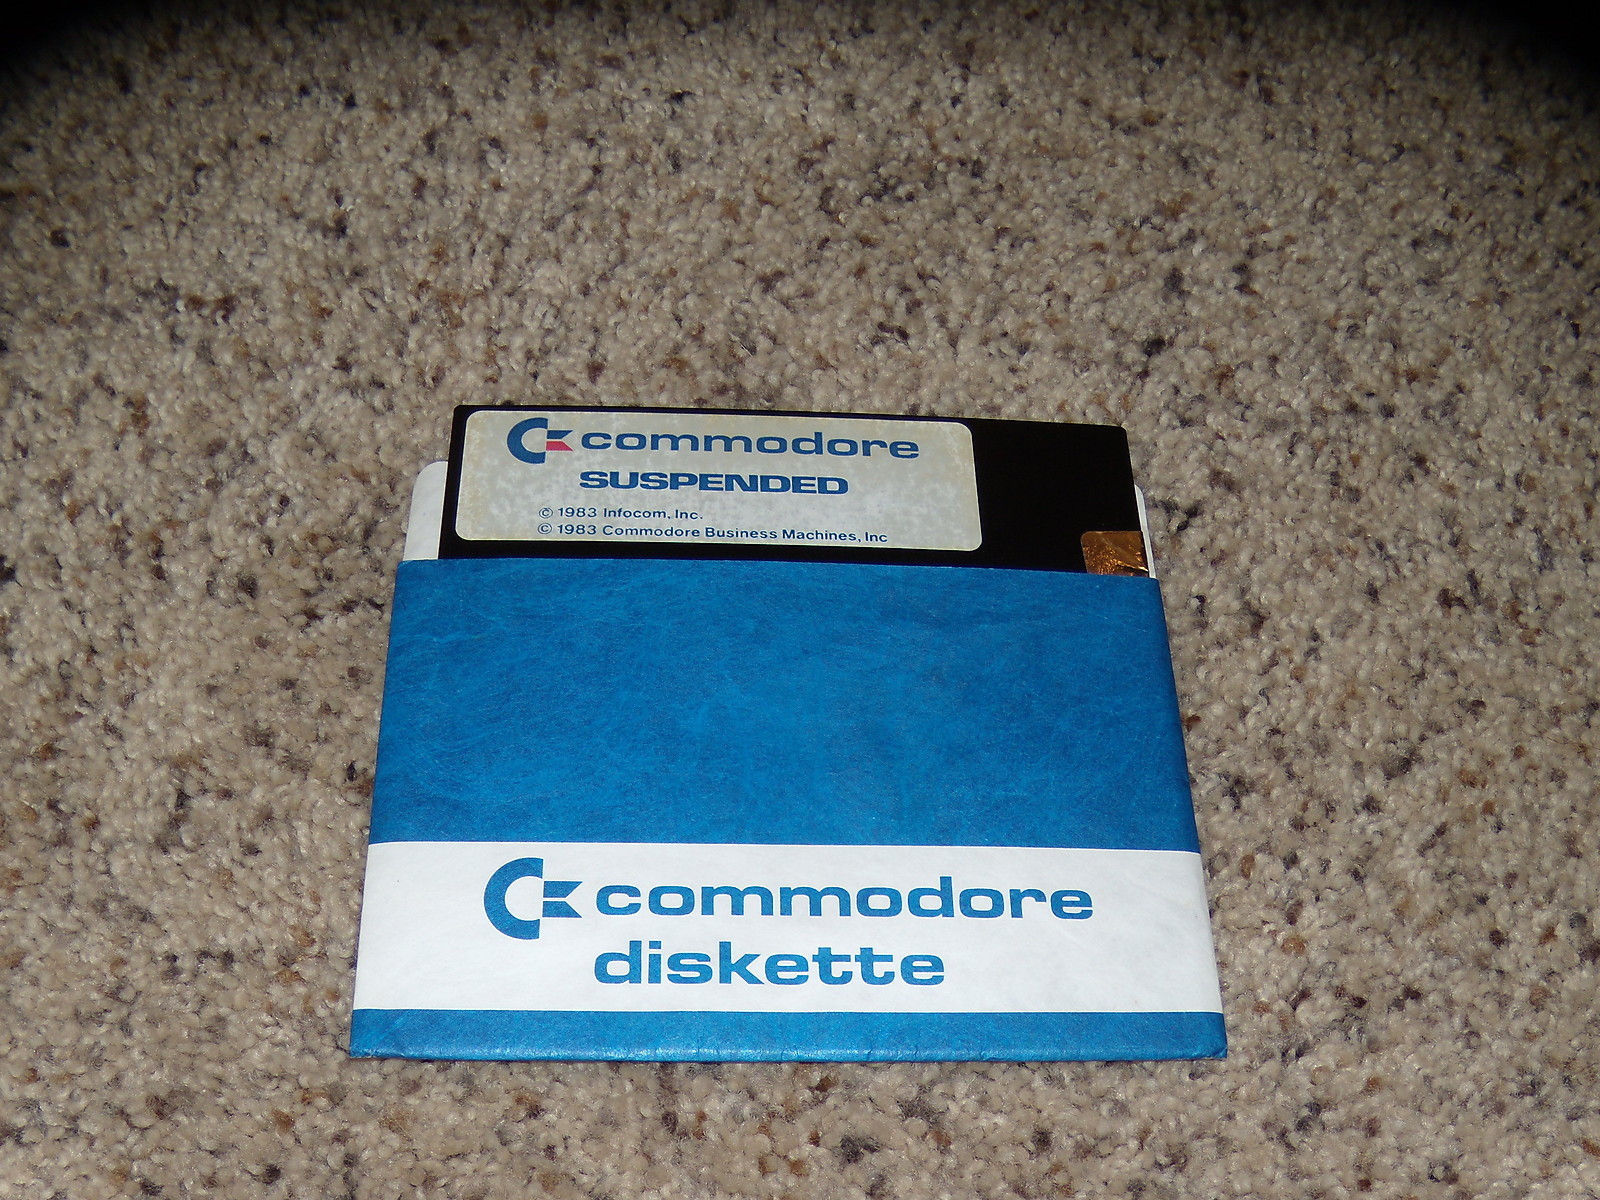 commodore
SUSPENDED
© 1983 Infocom, Inc.
© 1983 Commodore Business Machines, Inc
commodore
diskette